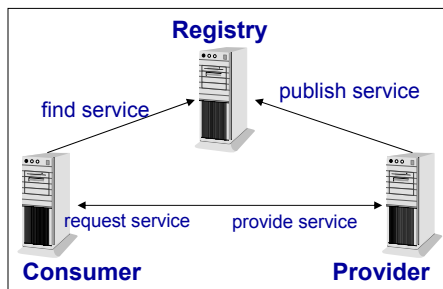 Registry
find service
publish service
request service
provide service
Consumer
Provider